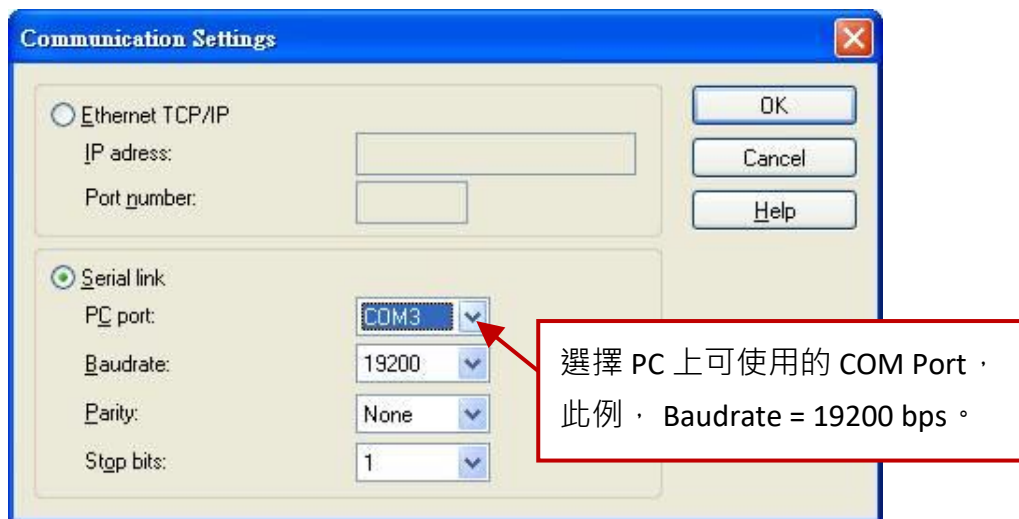 Communication Settings
Ethernet TCP/IP
IP adress:
Port number:
OK
Cancel
Help
Serial link
PC port:
COM3
Baudrate:
19200
Parity:
None
Stop bits:
1
選擇 PC 上可使用的 COM Port，
此例， Baudrate = 19200 bps。